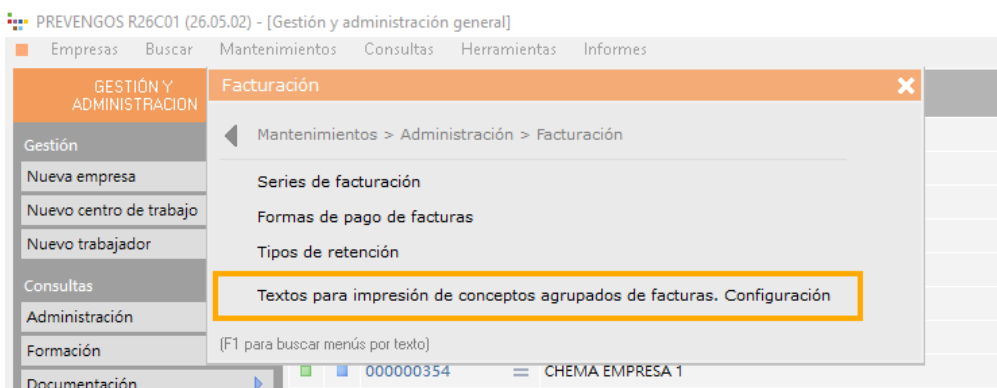 PREVENGOS R26C01 (26.05.02) - [Gestión y administración general]
Empresas Buscar Mantenimientos Consultas Herramientas Informes
GESTIÓN Y
ADMINISTRACION
Facturación
Mantenimientos > Administración > Facturación
Gestión
Nueva empresa
Nuevo centro de trabajo
Nuevo trabajador
Series de facturación
Formas de pago de facturas
Tipos de retención
Textos para impresión de conceptos agrupados de facturas. Configuración
(F1 para buscar menús por texto)
Consultas
Administración
Formación
Documentación
000000354 = CHEMA EMPRESA 1